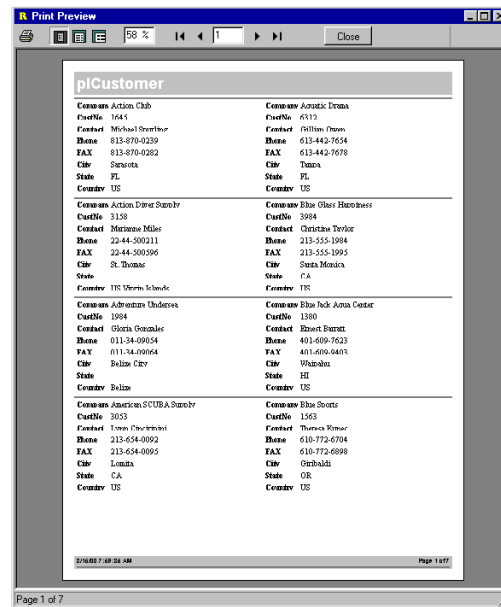 Print Preview
58 % 1 Close
plCustomer
Company Action Club
CustNo 1645
Contact Michael Spurling
Phone 813-870-0239
FAX 813-870-0282
City Sarasota
State FL
Country US
Company Action Diver Supply
CustNo 3158
Contact Marianne Miles
Phone 22-44-500211
FAX 22-44-500596
City St. Thomas
State
Country US Virgin Islands
Company Adventure Undersea
CustNo 1984
Contact Gloria Gonzales
Phone 011-34-09054
FAX 011-34-09064
City Belize City
State
Country Belize
Company American SCUBA Supply
CustNo 3053
Contact Lynn Cinciripini
Phone 213-654-0092
FAX 213-654-0095
City Lomita
State CA
Country US
Company Aquatic Drama
CustNo 6312
Contact Gillian Owen
Phone 613-442-7654
FAX 613-442-7678
City Tampa
State FL
Country US
Company Blue Glass Happiness
CustNo 3984
Contact Christine Taylor
Phone 213-555-1984
FAX 213-555-1995
City Santa Monica
State CA
Country US
Company Blue Jack Aqua Center
CustNo 1380
Contact Ernest Barratt
Phone 401-609-7623
FAX 401-609-9403
City Waipahu
State HI
Country US
Company Blue Sports
CustNo 1563
Contact Theresa Kunec
Phone 610-772-6704
FAX 610-772-6898
City Giribaldi
State OR
Country US
Page 1 of 7
Page 1 of 7